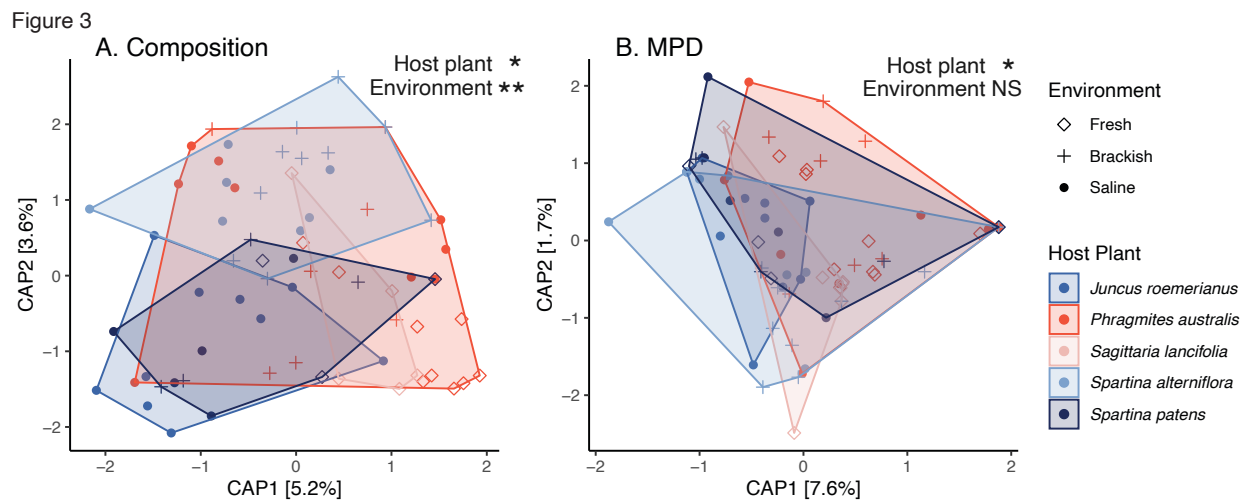 Figure 3
A. Composition
Host plant *
Environment **
2
1
0
−1
−2
CAP2 [3.6%]
−2
−1
0
1
2
CAP1 [5.2%]
B. MPD
Host plant *
Environment NS
2
1
0
−1
−2
CAP2 [1.7%]
−2
−1
0
1
2
CAP1 [7.6%]
Environment
Fresh
Brackish
Saline
Host Plant
Juncus roemerianus
Phragmites australis
Sagittaria lancifolia
Spartina alterniflora
Spartina patens